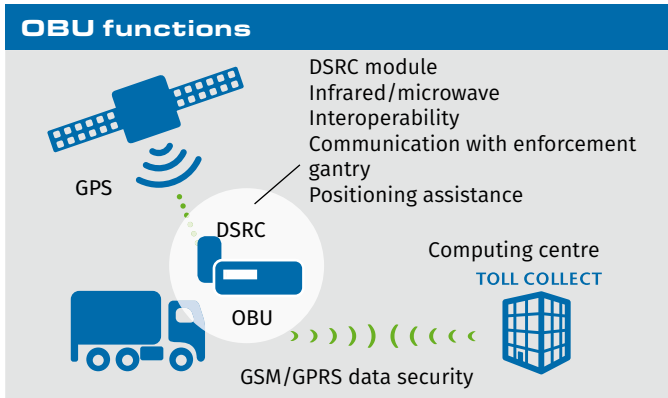 OBU functions
DSRC module
Infrared/microwave
Interoperability
Communication with enforcement
gantry
Positioning assistance
GPS
DSRC
OBU
Computing centre
TOLL COLLECT
GSM/GPRS data security